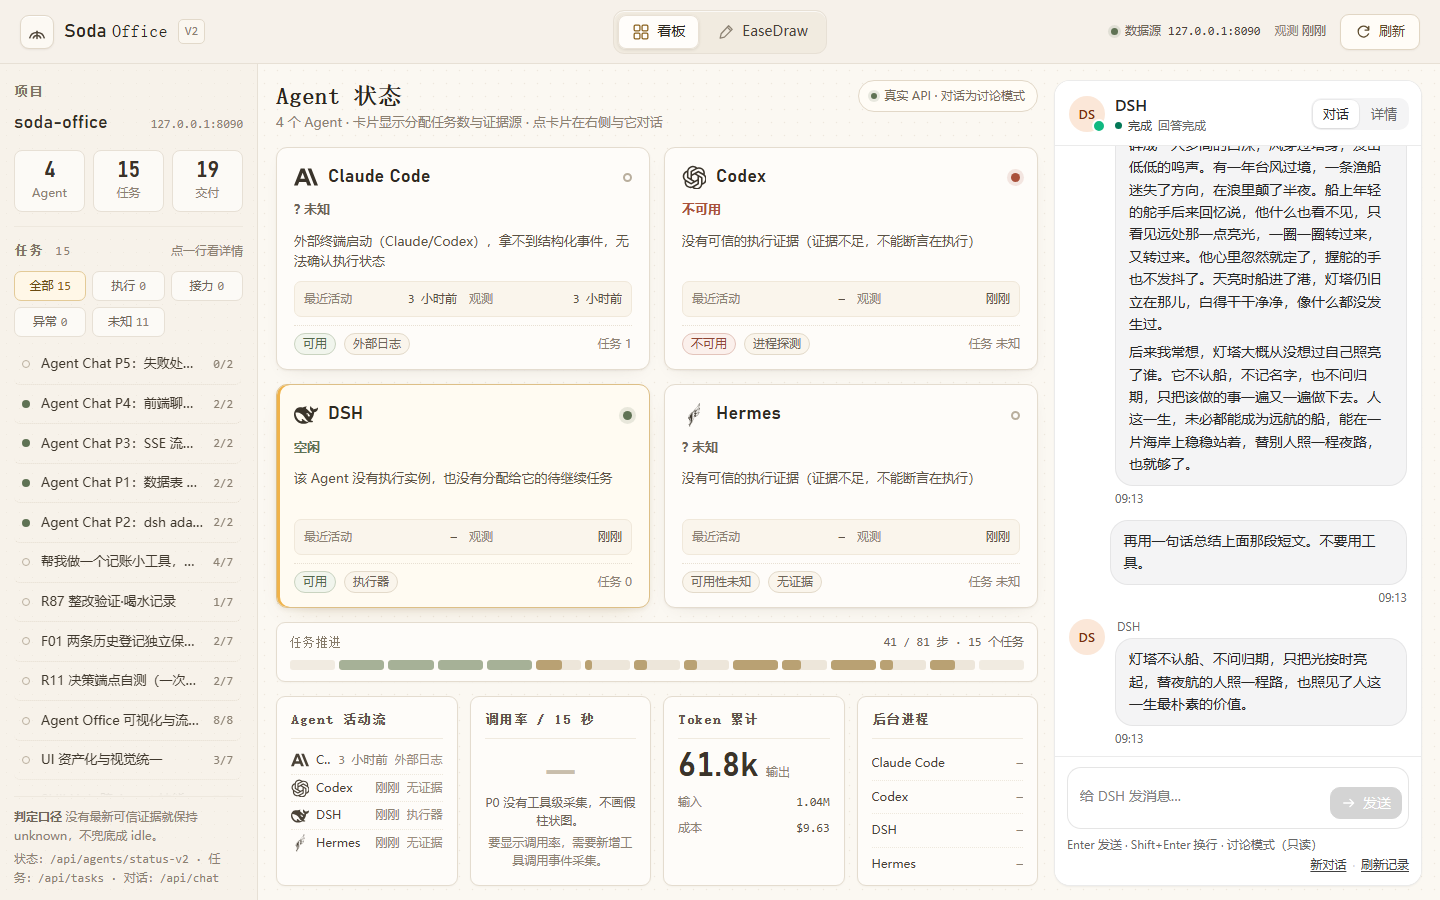 Soda Office V2
看板
EaseDraw
数据源 127.0.0.1:8090
观测 刚刚
刷新
项目
soda-office 127.0.0.1:8090
4 Agent
15 任务
19 交付
任务 15 点一行看详情
全部 15
执行 0
接力 0
异常 0
未知 11
Agent Chat P5：失败处... 0/2
Agent Chat P4：前端聊... 2/2
Agent Chat P3：SSE 流... 2/2
Agent Chat P1：数据表 ... 2/2
Agent Chat P2：dsh ada... 2/2
帮我做一个记账小工具，... 4/7
R87 整改验证·喝水记录 1/7
F01 两条历史登记独立保... 2/7
R11 决策端点自测（一次... 2/7
Agent Office 可视化与流... 8/8
UI 资产化与视觉统一 3/7
判定口径 没有最新可信证据就保持
unknown，不兜底成 idle。
状态: /api/agents/status-v2 · 任
务: /api/tasks · 对话: /api/chat
Agent 状态
4 个 Agent · 卡片显示分配任务数与证据源 · 点卡片在右侧与它对话
真实 API · 对话为讨论模式
Claude Code
? 未知
外部终端启动（Claude/Codex），拿不到结构化事件，无
法确认执行状态
最近活动 3 小时前 观测 3 小时前
可用 外部日志 任务 1
Codex
不可用
没有可信的执行证据（证据不足，不能断言在执行）
最近活动 — 观测 刚刚
不可用 进程探测 任务 未知
DSH
空闲
该 Agent 没有执行实例，也没有分配给它的待继续任务
最近活动 — 观测 刚刚
可用 执行器 任务 0
Hermes
? 未知
没有可信的执行证据（证据不足，不能断言在执行）
最近活动 — 观测 刚刚
可用性未知 无证据 任务 未知
任务推进 41 / 81 步 · 15 个任务
Agent 活动流
C.. 3 小时前 外部日志
Codex 刚刚 无证据
DSH 刚刚 执行器
Hermes 刚刚 无证据
调用率 / 15 秒
—
P0 没有工具级采集，不画假
柱状图。
要显示调用率，需要新增工
具调用事件采集。
Token 累计
61.8k 输出
输入 1.04M
成本 $9.63
后台进程
Claude Code —
Codex —
DSH —
Hermes —
DS
DSH
完成 回答完成
对话
详情
低低的鸣声。有一年台风过境，一条渔船
迷失了方向，在浪里颠了半夜。船上年轻
的舵手后来回忆说，他什么也看不见，只
看见远处那一点亮光，一圈一圈转过来，
又转过来。他心里忽然就定了，握舵的手
也不发抖了。天亮时船进了港，灯塔仍旧
立在那儿，白得干干净净，像什么都没发
生过。
后来我常想，灯塔大概从没想过自己照亮
了谁。它不认船，不记名字，也不问归
期，只把该做的事一遍又一遍做下去。人
这一生，未必都能成为远航的船，能在一
片海岸上稳稳站着，替别人照一程夜路，
也就够了。
09:13
再用一句话总结上面那段短文。不要用工
具。
09:13
DS
DSH
灯塔不认船、不问归期，只把光按时亮
起，替夜航的人照一程路，也照见了人这
一生最朴素的价值。
09:13
给 DSH 发消息...
发送
Enter 发送 · Shift+Enter 换行 · 讨论模式（只读）
新对话 · 刷新记录